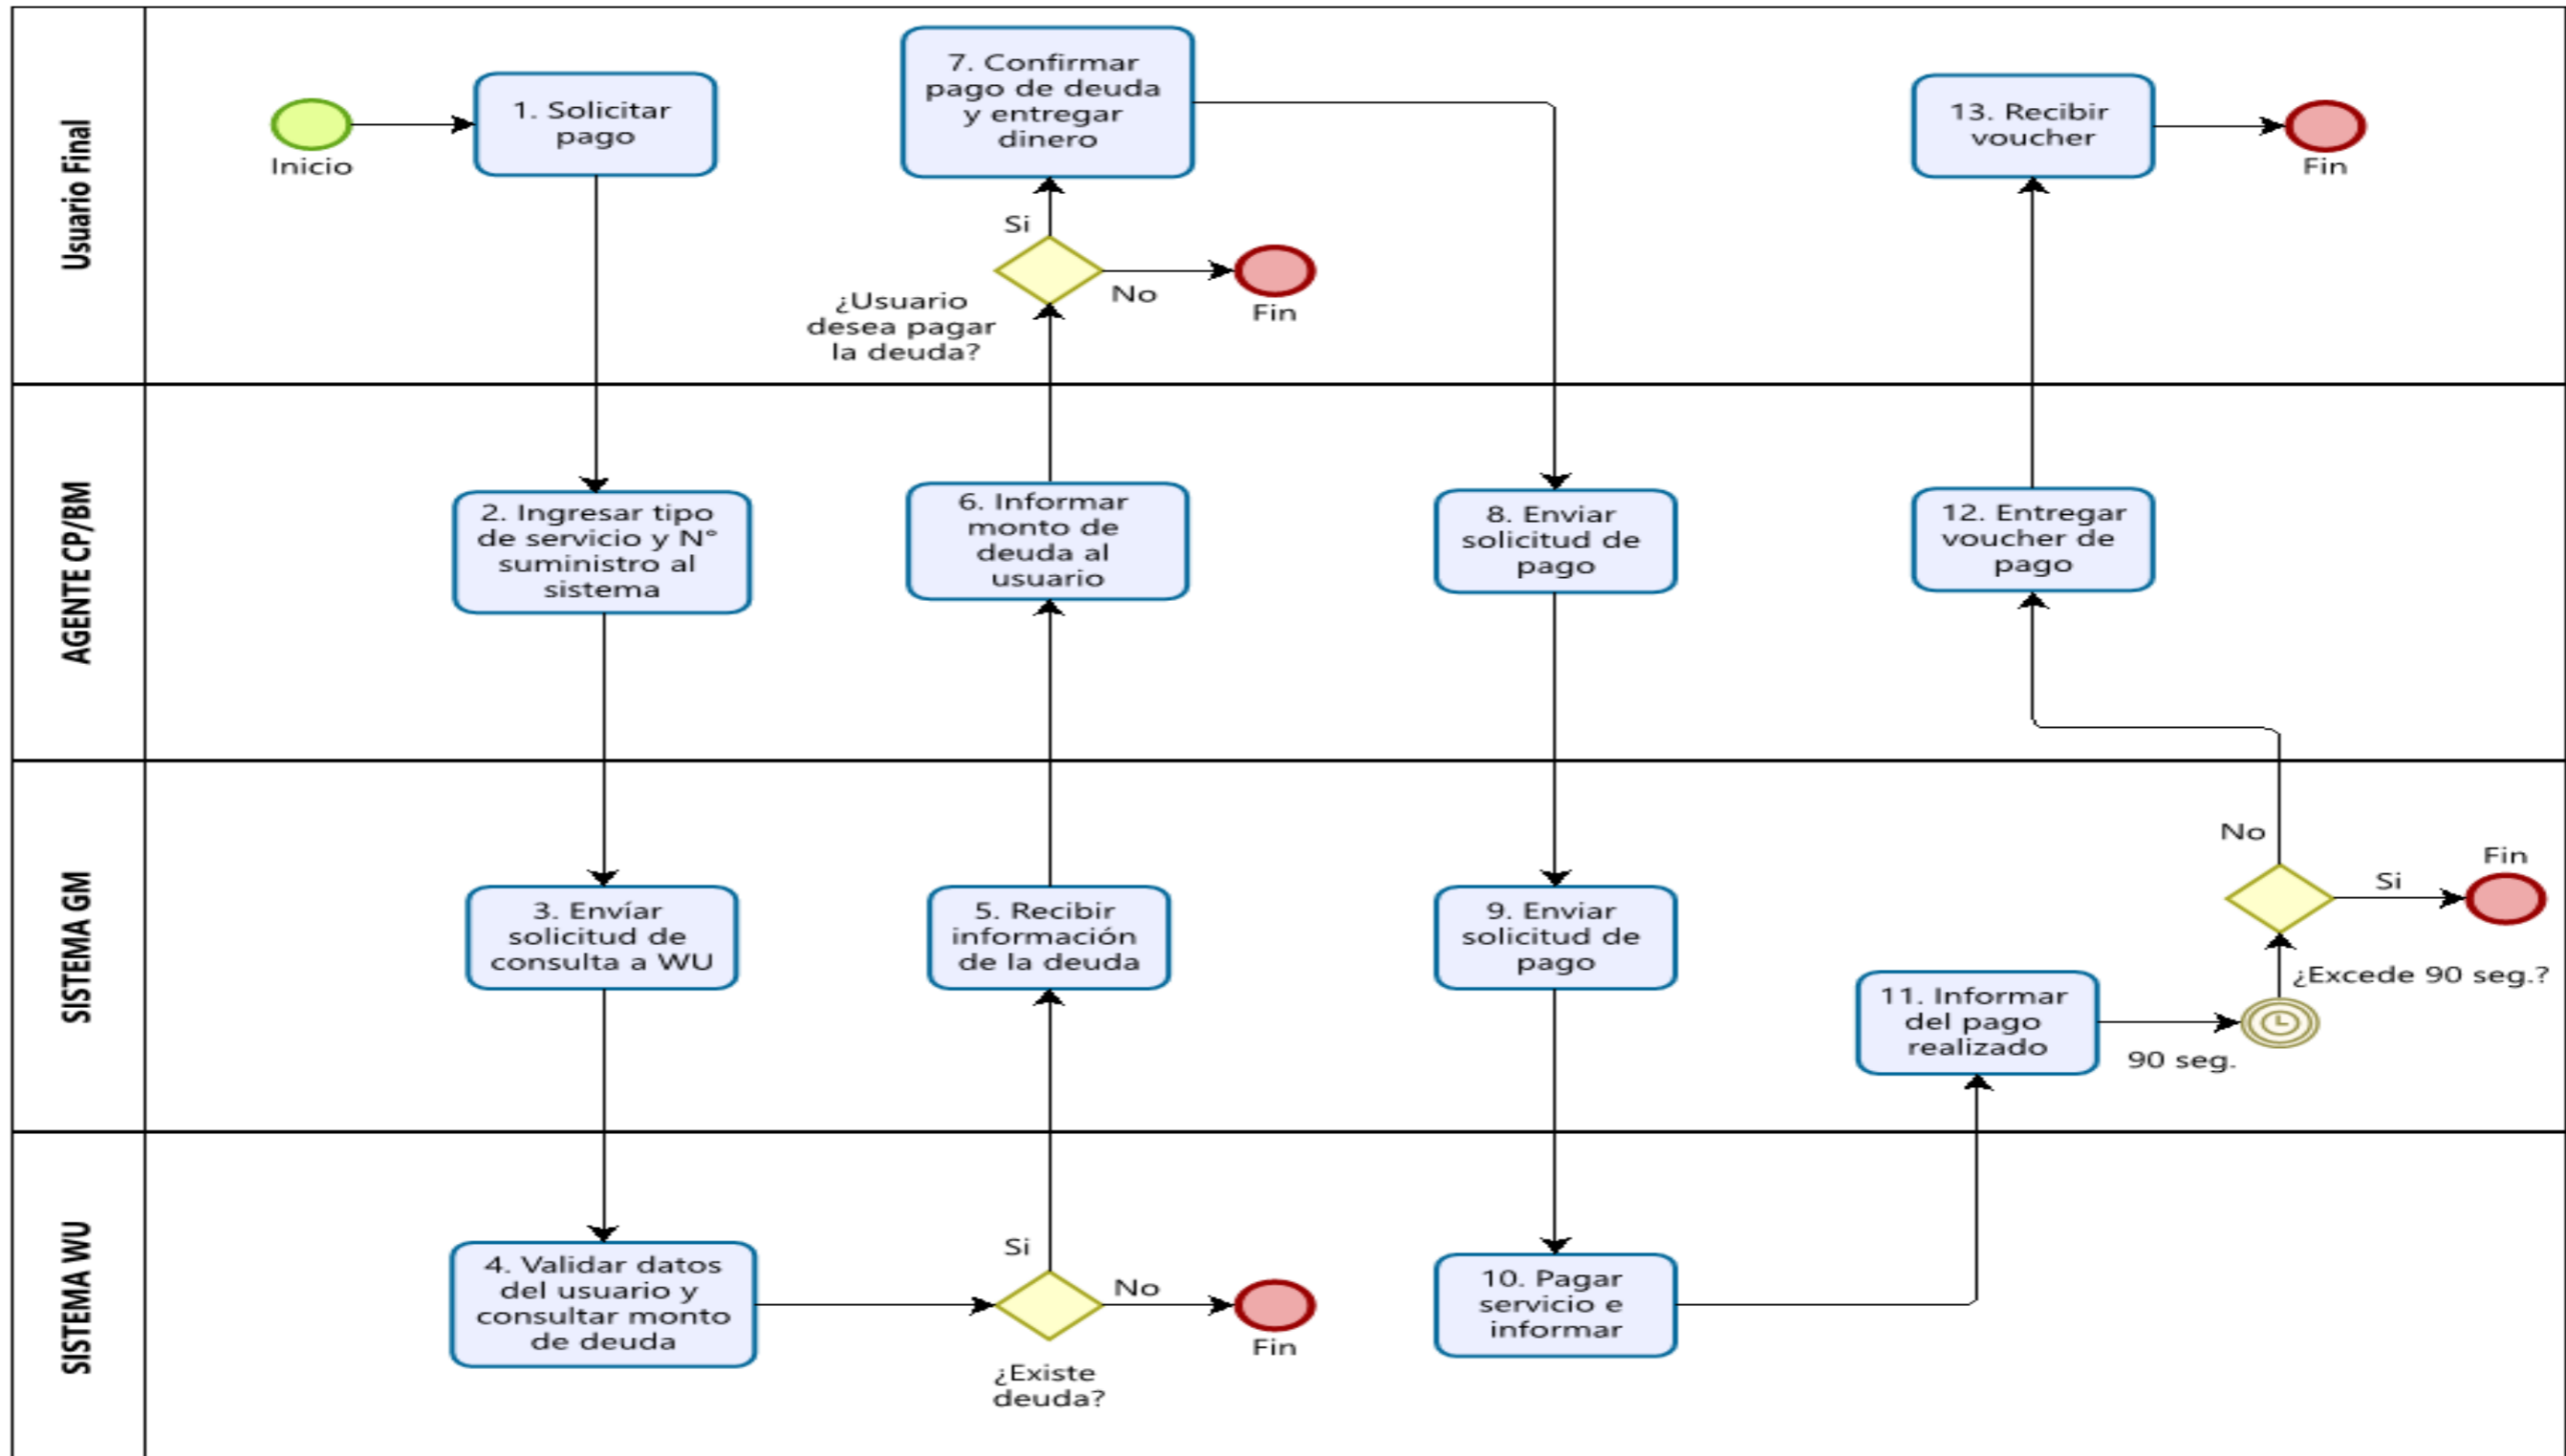 Usuario Final
Inicio
1. Solicitar
pago
7. Confirmar
pago de deuda
y entregar
dinero
Si
No
Fin
¿Usuario
desea pagar
la deuda?
13. Recibir
voucher
Fin
AGENTE CP/BM
2. Ingresar tipo
de servicio y N°
suministro al
sistema
6. Informar
monto de
deuda al
usuario
8. Enviar
solicitud de
pago
12. Entregar
voucher de
pago
SISTEMA GM
3. Envíar
solicitud de
consulta a WU
5. Recibir
información
de la deuda
9. Enviar
solicitud de
pago
11. Informar
del pago
realizado
90 seg.
¿Excede 90 seg.?
No
Si
Fin
SISTEMA WU
4. Validar datos
del usuario y
consultar monto
de deuda
Si
No
Fin
¿Existe
deuda?
10. Pagar
servicio e
informar